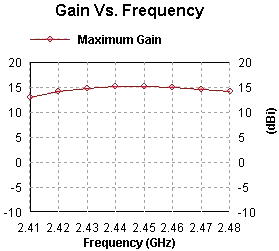 Gain Vs. Frequency
Maximum Gain
20 20
15 15
10 10
5 5
0 0
-5 -5
-10 -10
(dBi)
2.41 2.42 2.43 2.44 2.45 2.46 2.47 2.48
Frequency (GHz)